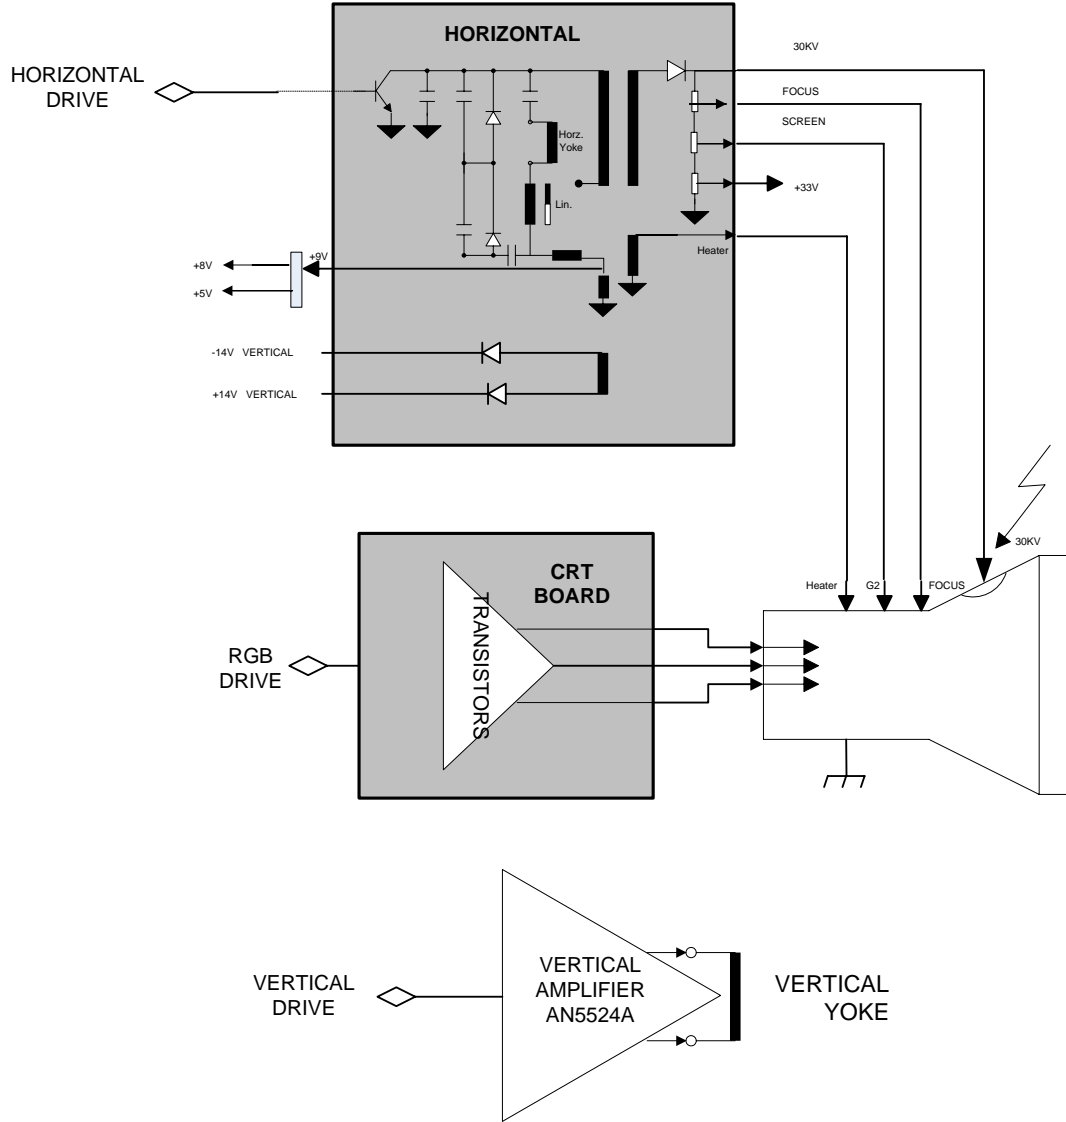 HORIZONTAL
30KV
HORIZONTAL
DRIVE
FOCUS
SCREEN
Horz.
Yoke
+33V
Lin.
Heater
+9V
+8V
+5V
-14V VERTICAL
+14V VERTICAL
30KV
Heater
G2
FOCUS
CRT
BOARD
TRANSISTORS
RGB
DRIVE
VERTICAL
AMPLIFIER
AN5524A
VERTICAL
DRIVE
VERTICAL
YOKE